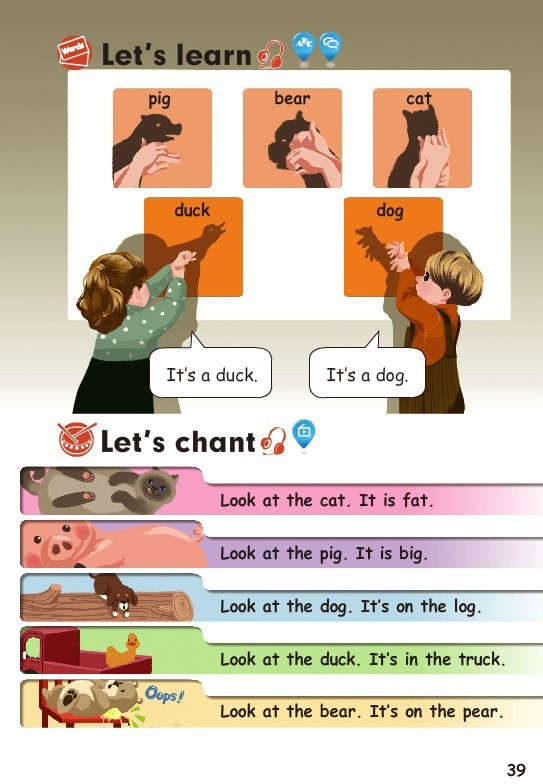 Words
Let's learn
ABC
pig
bear
cat
duck
dog
It's a duck.
It's a dog.
Let's chant
Look at the cat. It is fat.
Look at the pig. It is big.
Look at the dog. It's on the log.
Look at the duck. It's in the truck.
Oops!
Look at the bear. It's on the pear.
39